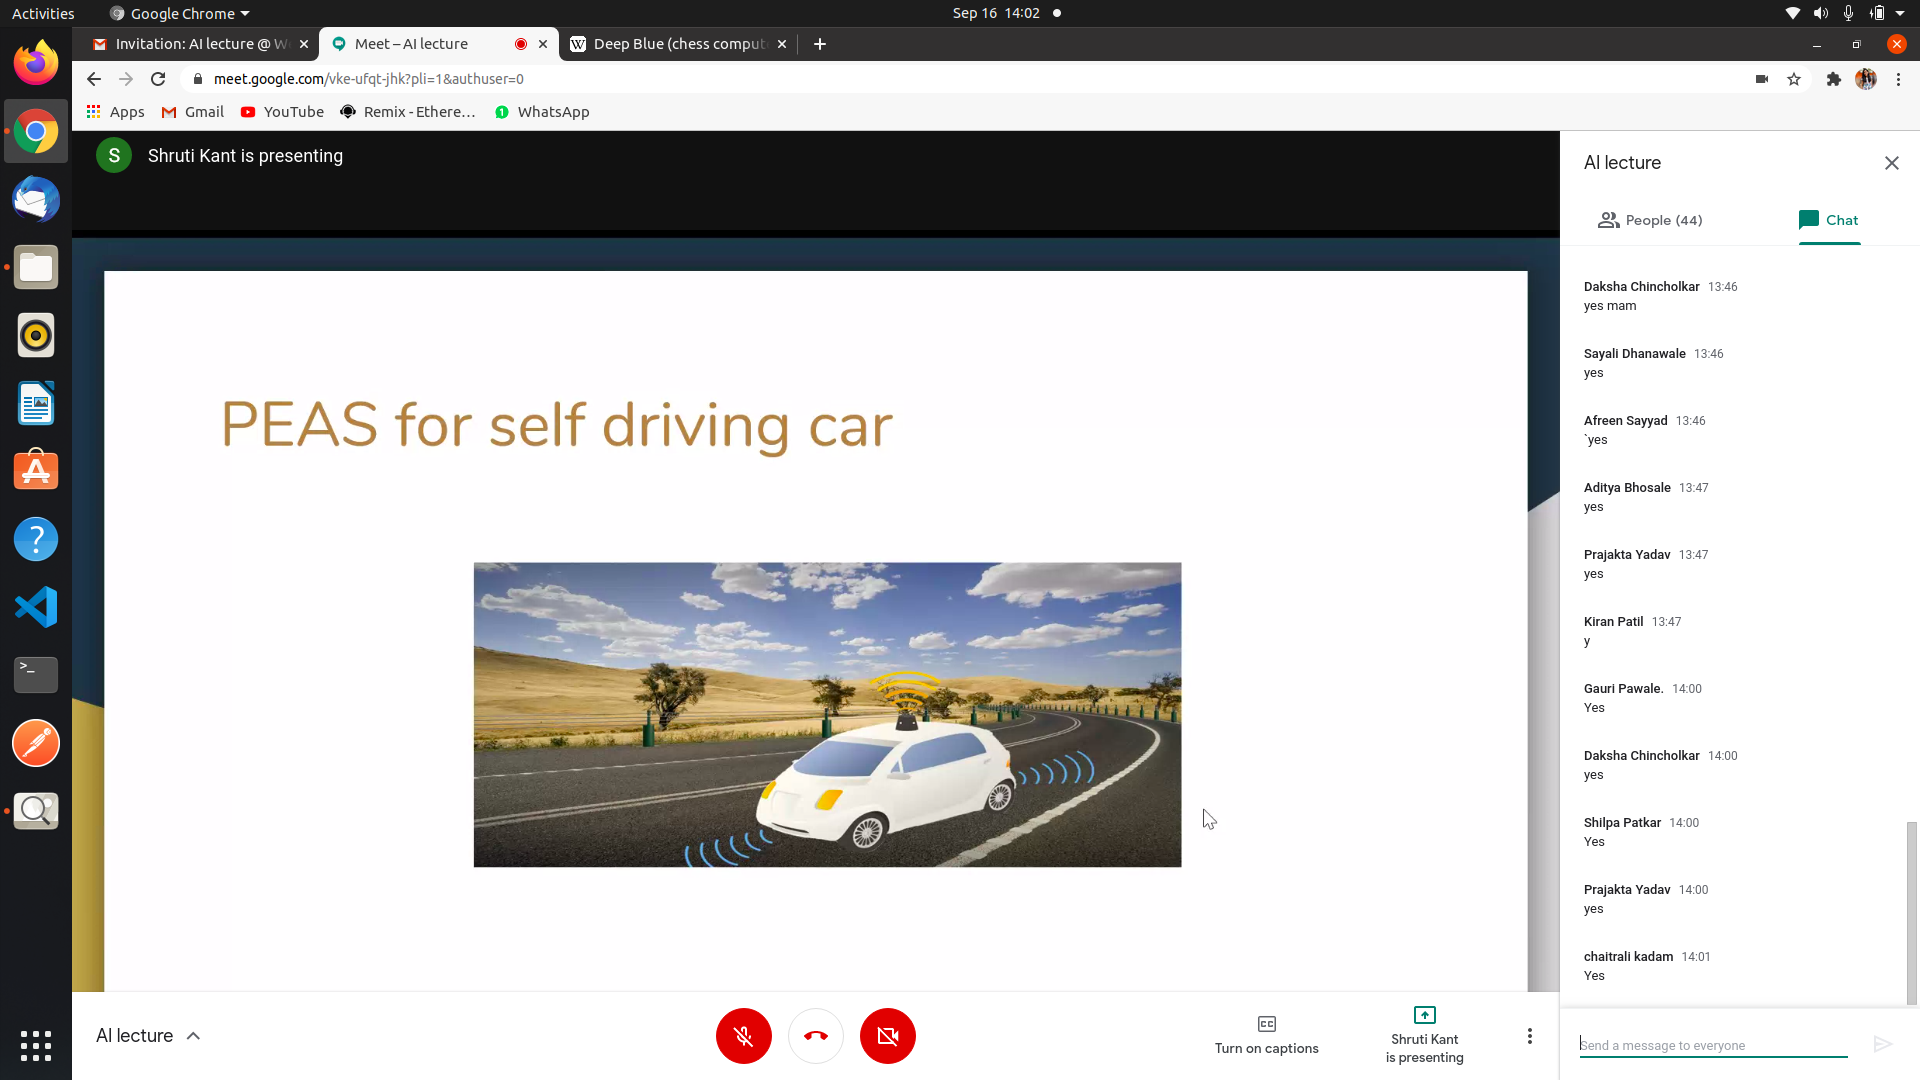 Activities
Google Chrome
Sep 16 14:02
Invitation: AI lecture @ W
Meet – AI lecture
Deep Blue (chess comput
meet.google.com/vke-ufqt-jhk?pli=1&authuser=0
Apps
Gmail
YouTube
Remix - Ethere…
WhatsApp
S
Shruti Kant is presenting
PEAS for self driving car
AI lecture
People (44)
Chat
Daksha Chincholkar 13:46
yes mam
Sayali Dhanawale 13:46
yes
Afreen Sayyad 13:46
`yes
Aditya Bhosale 13:47
yes
Prajakta Yadav 13:47
yes
Kiran Patil 13:47
y
Gauri Pawale. 14:00
Yes
Daksha Chincholkar 14:00
yes
Shilpa Patkar 14:00
Yes
Prajakta Yadav 14:00
yes
chaitrali kadam 14:01
Yes
Send a message to everyone
AI lecture
Turn on captions
Shruti Kant
is presenting